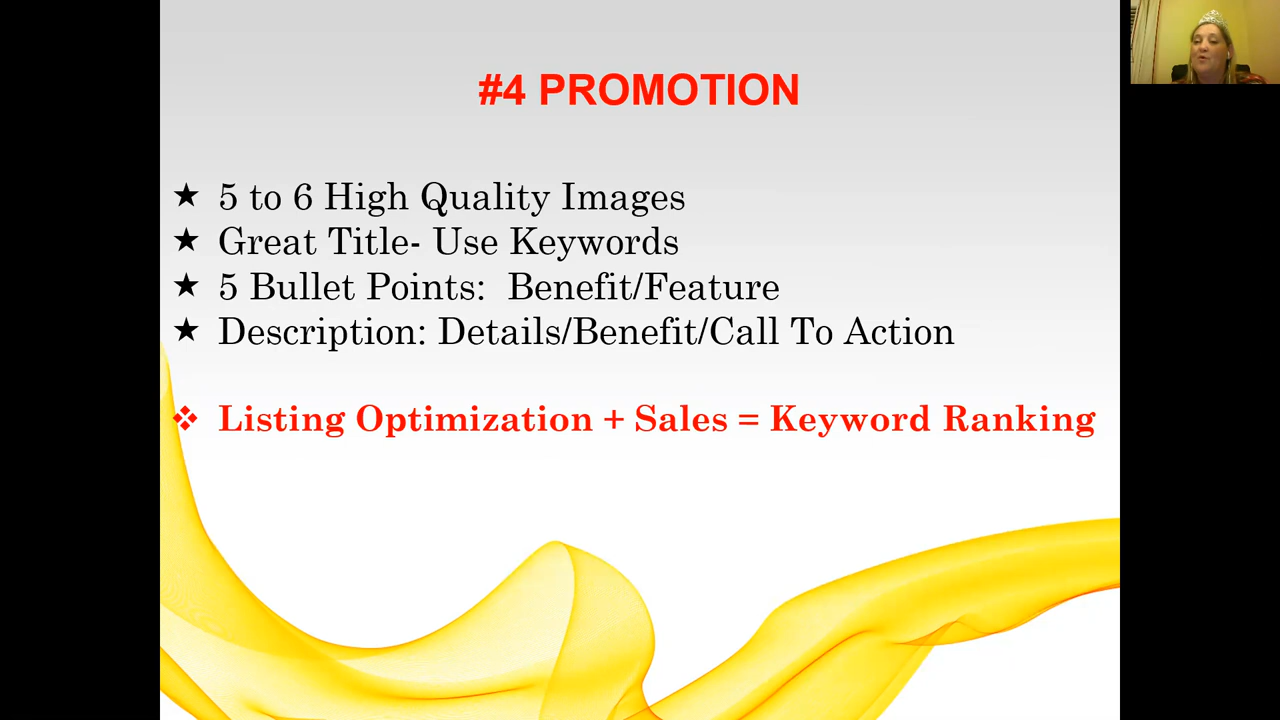 #4 PROMOTION
★ 5 to 6 High Quality Images
★ Great Title- Use Keywords
★ 5 Bullet Points:  Benefit/Feature
★ Description: Details/Benefit/Call To Action
❖ Listing Optimization + Sales = Keyword Ranking